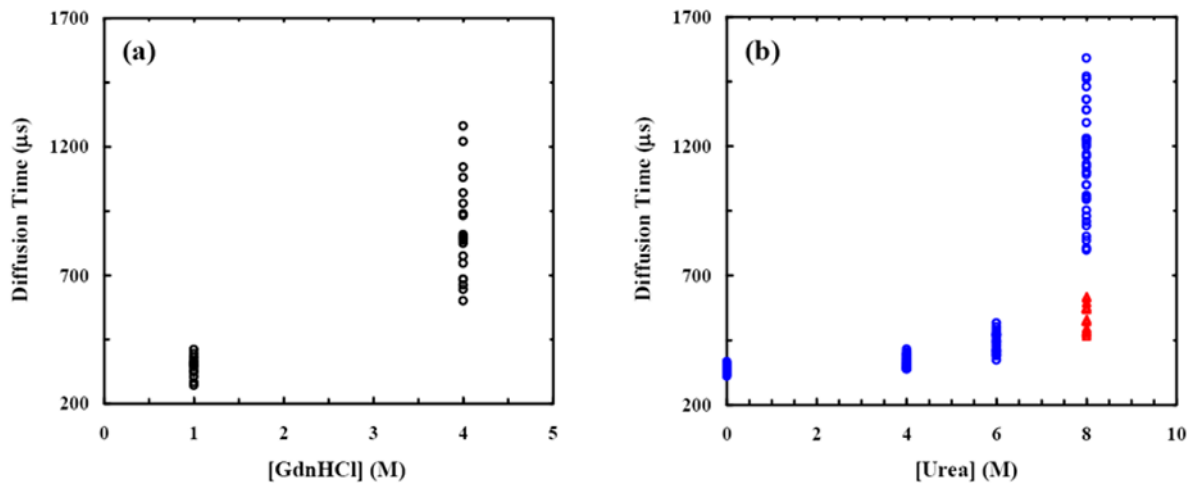 (a)
Diffusion Time (μs)
1700
1200
700
200
0 1 2 3 4 5
[GdnHCl] (M)
(b)
Diffusion Time (μs)
1700
1200
700
200
0 2 4 6 8 10
[Urea] (M)